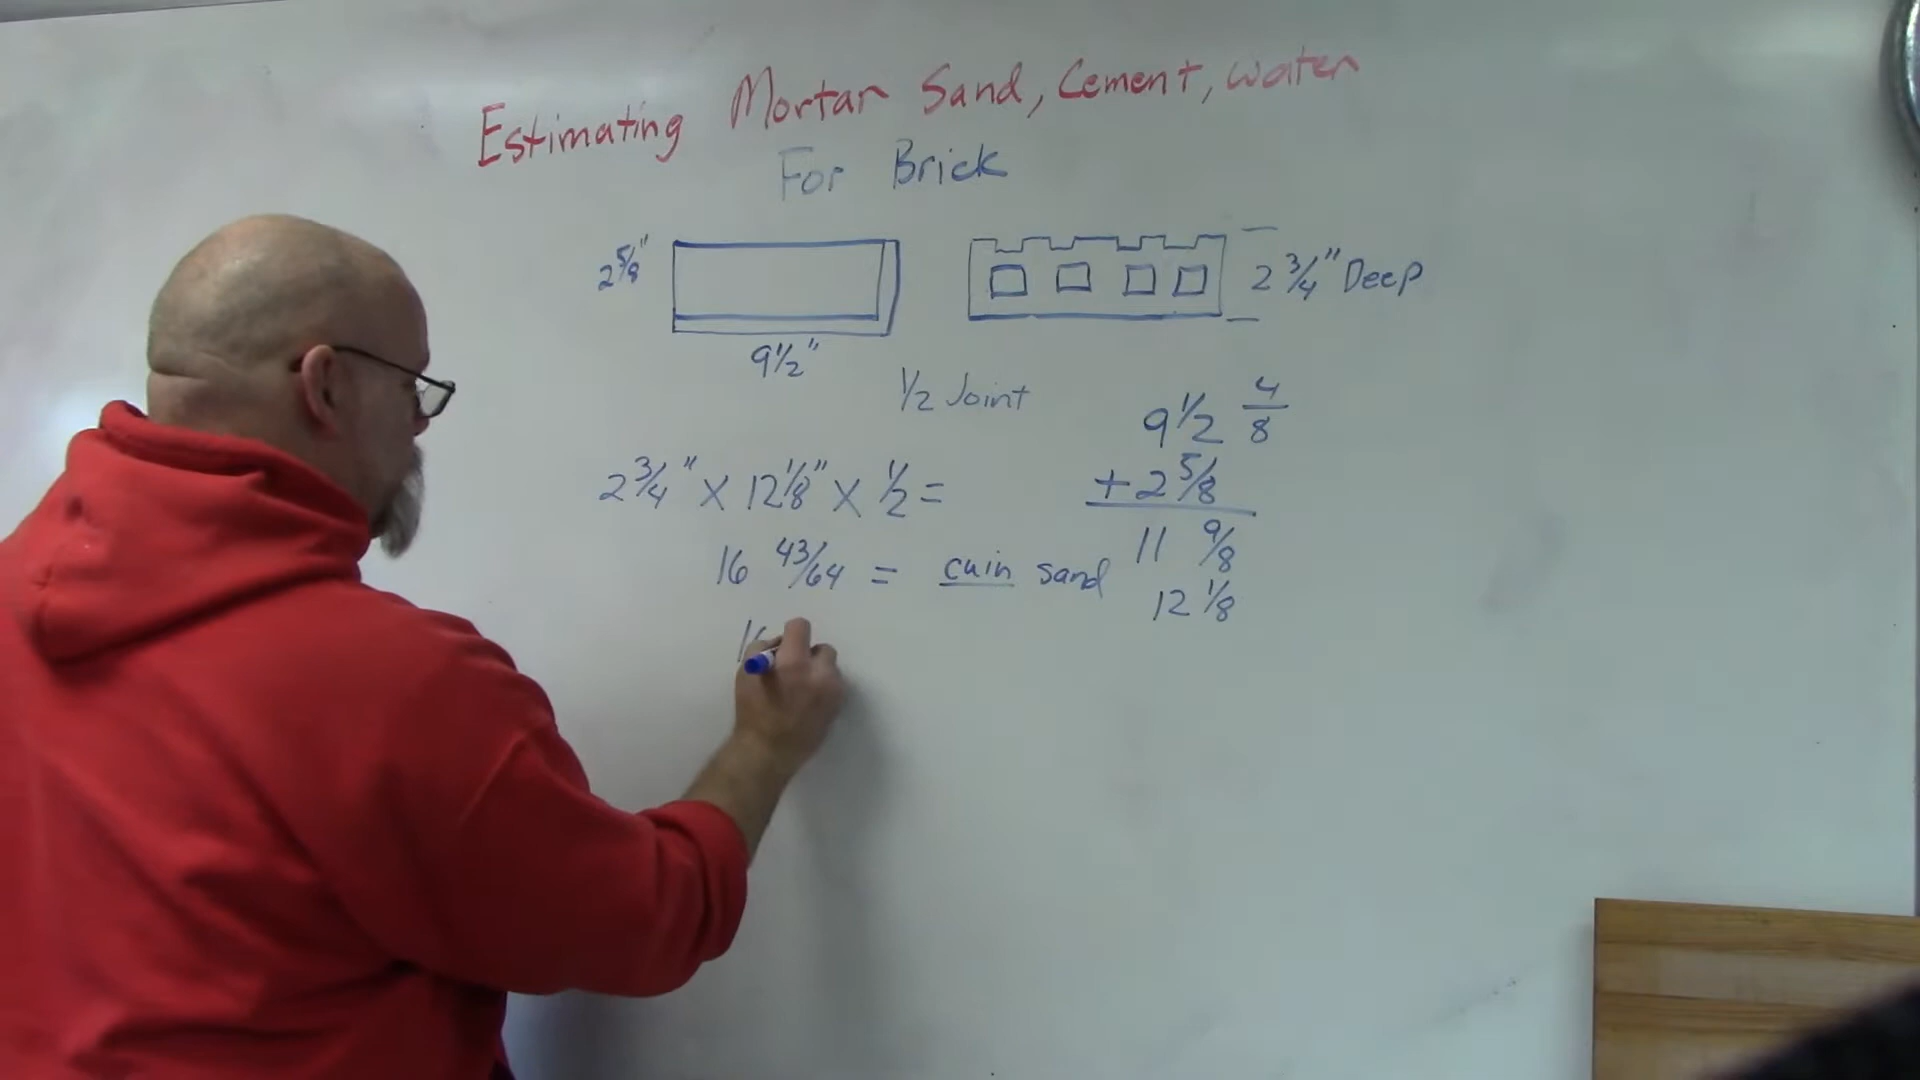 Estimating Mortar Sand, Cement, Water
For Brick
2 5/8"
9 1/2"
2 3/4" Deep
1/2 Joint
9 1/2 4/8
+ 2 5/8
11 9/8
12 1/8
2 3/4" X 12 1/8" X 1/2 =
16 43/64 = cuin sand